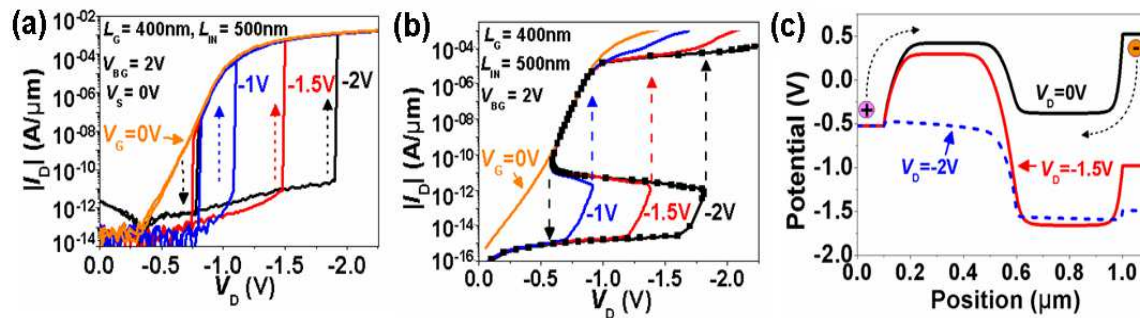 (a)
L_G = 400nm, L_IN = 500nm
V_BG = 2V
V_S = 0V
V_G = 0V
-1V
-1.5V
-2V
|I_D| (A/μm)
10^-02
10^-04
10^-06
10^-08
10^-10
10^-12
10^-14
0.0 -0.5 -1.0 -1.5 -2.0
V_D (V)
(b)
L_G = 400nm
L_IN = 500nm
V_BG = 2V
V_G = 0V
-1V
-1.5V
-2V
|I_D| (A/μm)
10^-04
10^-06
10^-08
10^-10
10^-12
10^-14
10^-16
0.0 -0.5 -1.0 -1.5 -2.0
V_D (V)
(c)
Potential (V)
0.5
0.0
-0.5
-1.0
-1.5
-2.0
V_D=0V
V_D=-2V
V_D=-1.5V
+
-
0.0 0.2 0.4 0.6 0.8 1.0
Position (μm)